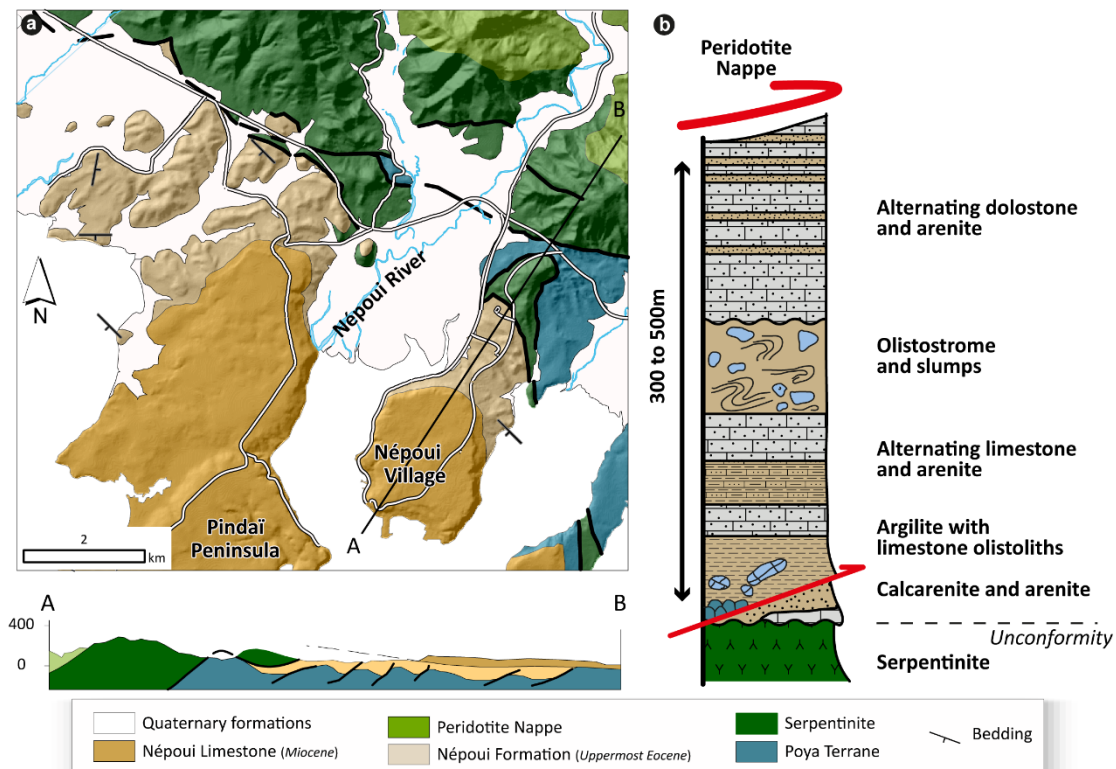 a
B
N
Népoui River
Népoui
Village
Pindaï
Peninsula
A
2
km
A
B
400
0
b
Peridotite
Nappe
300 to 500m
Alternating dolostone
and arenite
Olistostrome
and slumps
Alternating limestone
and arenite
Argilite with
limestone olistoliths
Calcarenite and arenite
Unconformity
Serpentinite
Quaternary formations
Népoui Limestone (Miocene)
Peridotite Nappe
Népoui Formation (Uppermost Eocene)
Serpentinite
Poya Terrane
Bedding